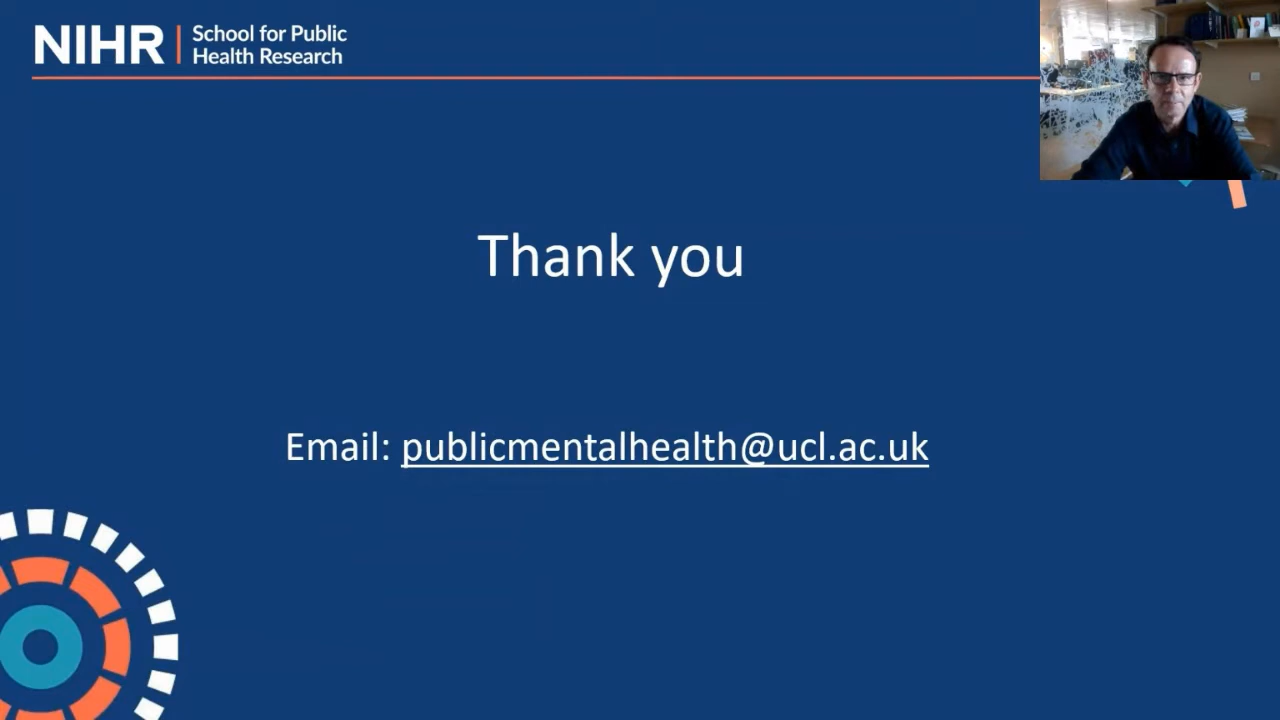 NIHR
School for Public
Health Research
Thank you
Email: publicmentalhealth@ucl.ac.uk